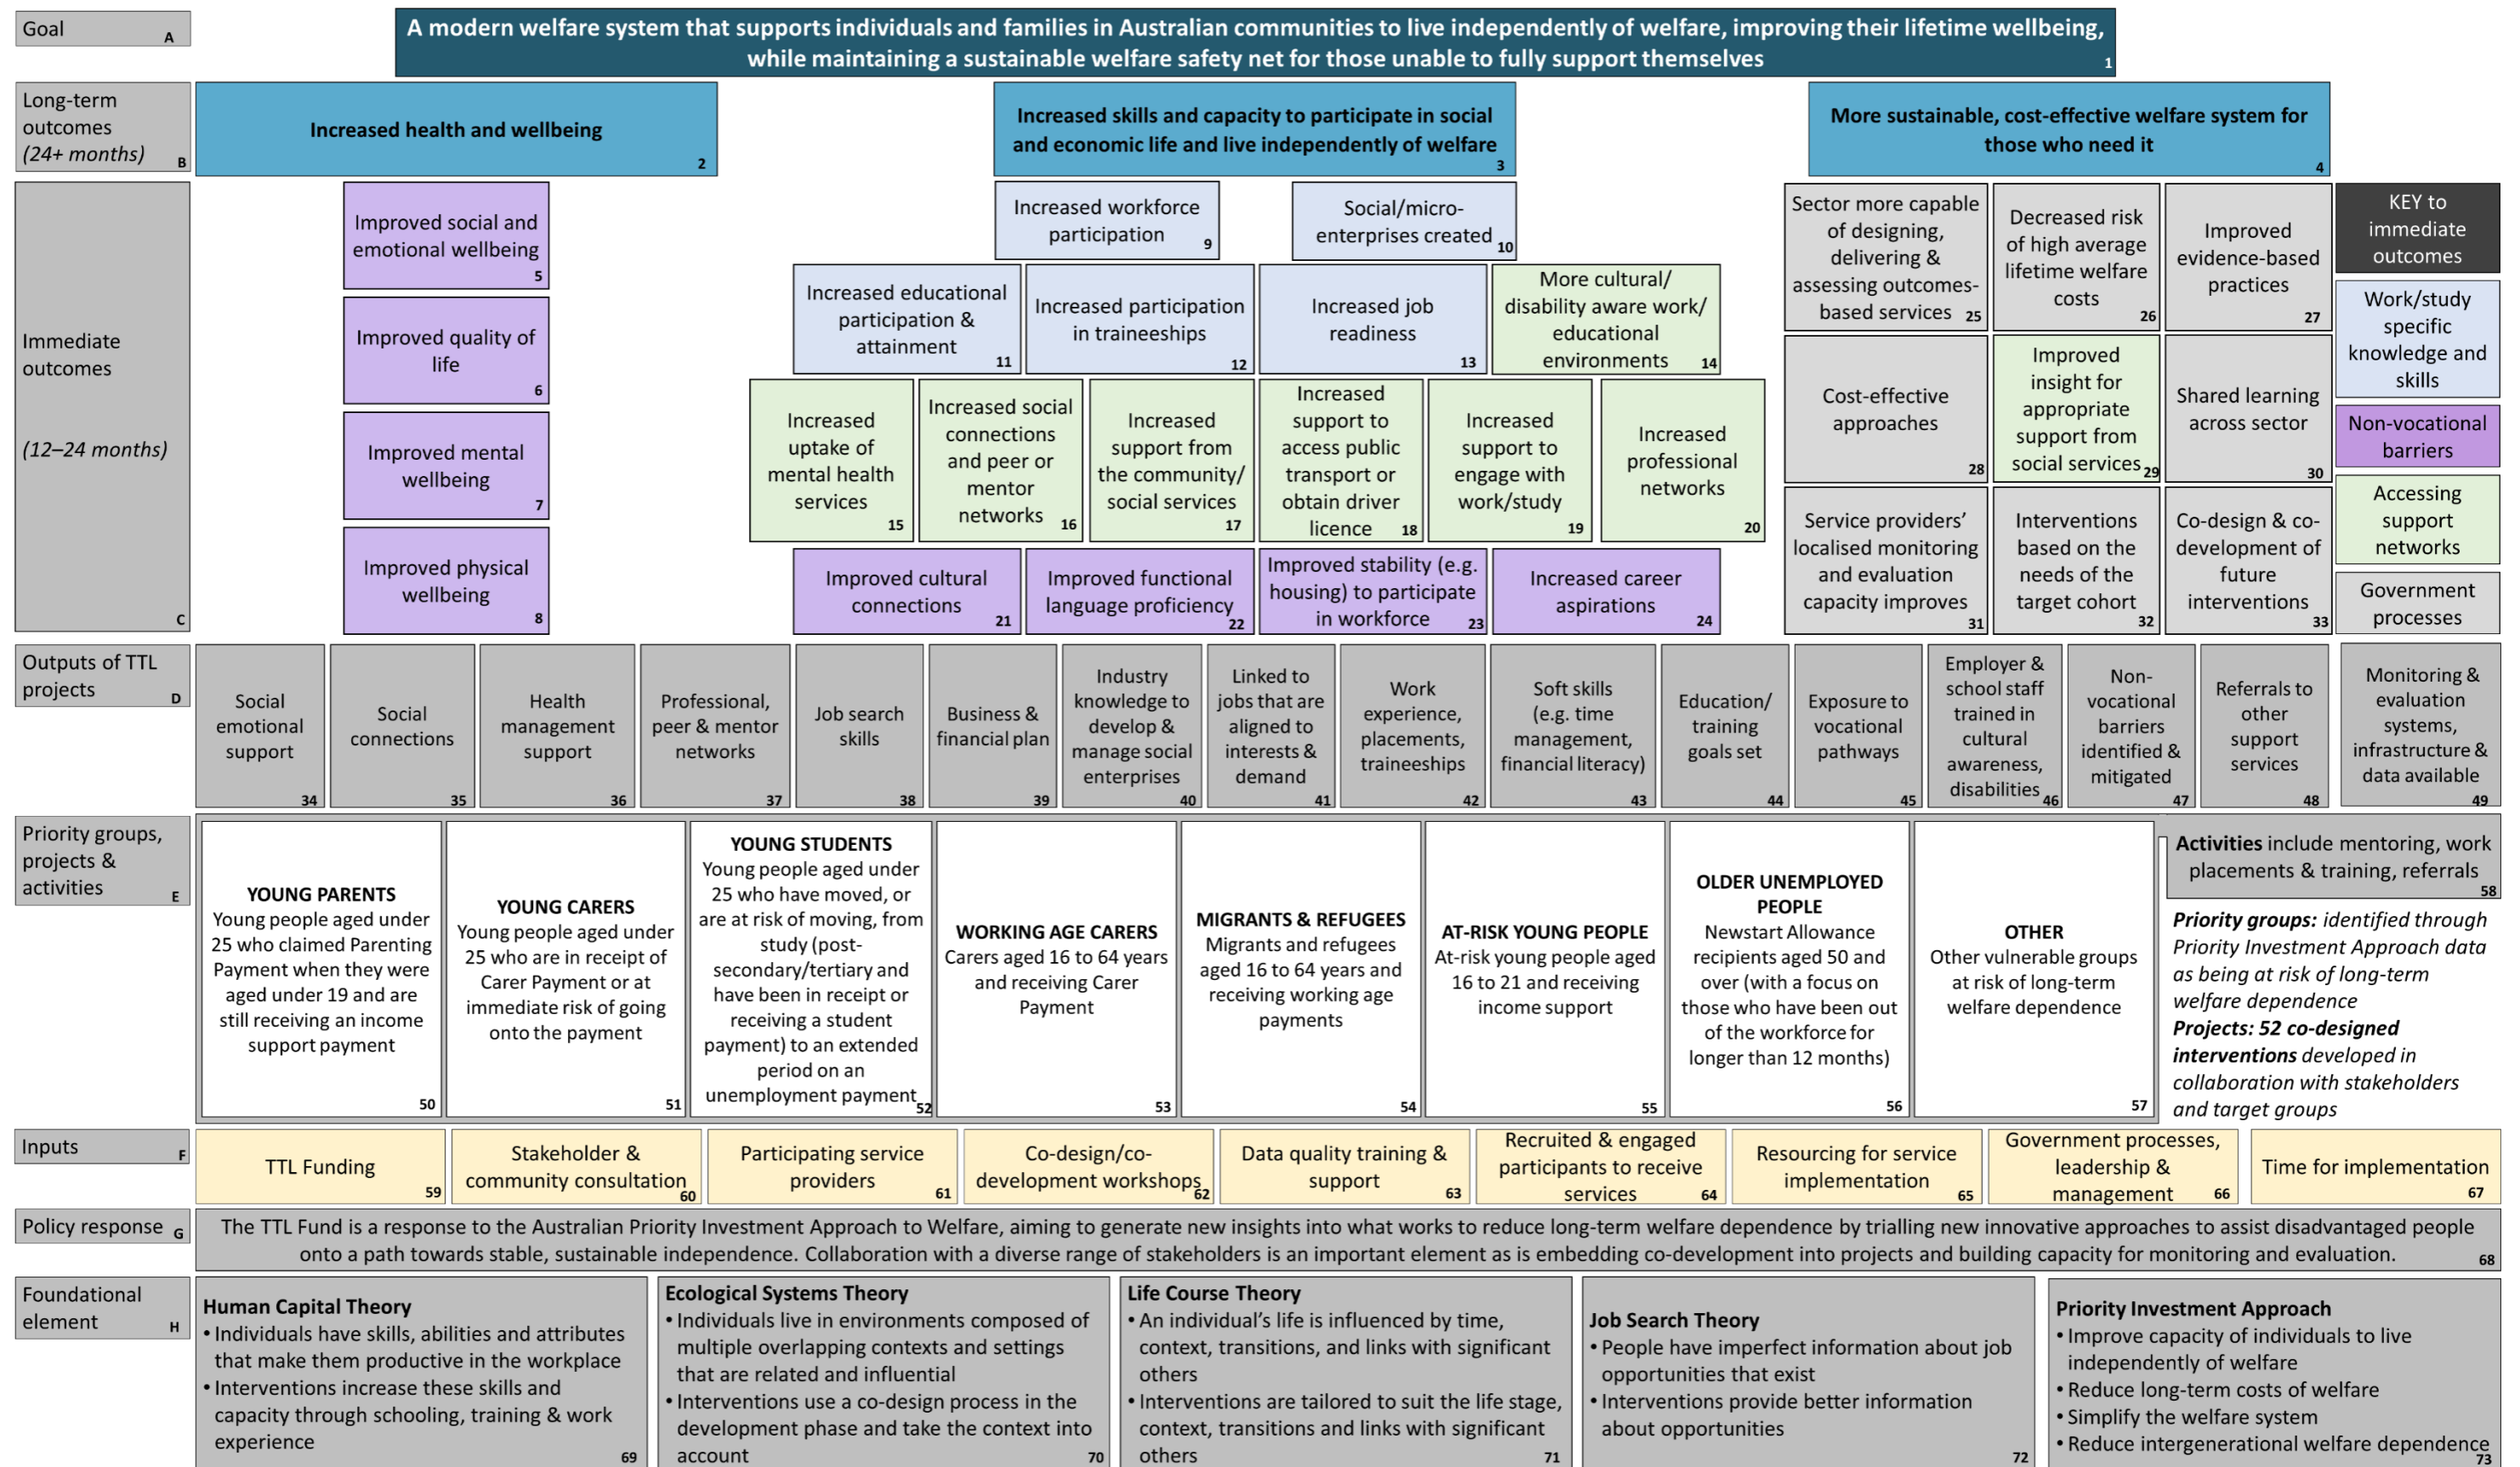 Goal
A
A modern welfare system that supports individuals and families in Australian communities to live independently of welfare, improving their lifetime wellbeing,
while maintaining a sustainable welfare safety net for those unable to fully support themselves
1
Long-term
outcomes
(24+ months)
B
Increased health and wellbeing
2
Increased skills and capacity to participate in social
and economic life and live independently of welfare
3
More sustainable, cost-effective welfare system for
those who need it
4
Immediate
outcomes
(12–24 months)
C
Improved social and
emotional wellbeing
5
Improved quality of
life
6
Improved mental
wellbeing
7
Improved physical
wellbeing
8
Increased workforce
participation
9
Social/micro-
enterprises created
10
Increased educational
participation &
attainment
11
Increased participation
in traineeships
12
Increased job
readiness
13
More cultural/
disability aware work/
educational
environments
14
Increased
uptake of
mental health
services
15
Increased social
connections
and peer or
mentor
networks
16
Increased
support from
the community/
social services
17
Increased
support to
access public
transport or
obtain driver
licence
18
Increased
support to
engage with
work/study
19
Increased
professional
networks
20
Improved cultural
connections
21
Improved functional
language proficiency
22
Improved stability (e.g.
housing) to participate
in workforce
23
Increased career
aspirations
24
Sector more capable
of designing,
delivering &
assessing outcomes-
based services
25
Decreased risk
of high average
lifetime welfare
costs
26
Improved
evidence-based
practices
27
Cost-effective
approaches
28
Improved
insight for
appropriate
support from
social services
29
Shared learning
across sector
30
Service providers’
localised monitoring
and evaluation
capacity improves
31
Interventions
based on the
needs of the
target cohort
32
Co-design & co-
development of
future
interventions
33
KEY to
immediate
outcomes
Work/study
specific
knowledge and
skills
Non-vocational
barriers
Accessing
support
networks
Government
processes
Outputs of TTL
projects
D
Social
emotional
support
34
Social
connections
35
Health
management
support
36
Professional,
peer & mentor
networks
37
Job search
skills
38
Business &
financial plan
39
Industry
knowledge to
develop &
manage social
enterprises
40
Linked to
jobs that are
aligned to
interests &
demand
41
Work
experience,
placements,
traineeships
42
Soft skills
(e.g. time
management,
financial literacy)
43
Education/
training
goals set
44
Exposure to
vocational
pathways
45
Employer &
school staff
trained in
cultural
awareness,
disabilities
46
Non-
vocational
barriers
identified &
mitigated
47
Referrals to
other
support
services
48
Monitoring &
evaluation
systems,
infrastructure &
data available
49
Priority groups,
projects &
activities
E
YOUNG PARENTS
Young people aged under
25 who claimed Parenting
Payment when they were
aged under 19 and are
still receiving an income
support payment
50
YOUNG CARERS
Young people aged under
25 who are in receipt of
Carer Payment or at
immediate risk of going
onto the payment
51
YOUNG STUDENTS
Young people aged under
25 who have moved, or
are at risk of moving, from
study (post-
secondary/tertiary and
have been in receipt or
receiving a student
payment) to an extended
period on an
unemployment payment
52
WORKING AGE CARERS
Carers aged 16 to 64 years
and receiving Carer
Payment
53
MIGRANTS & REFUGEES
Migrants and refugees
aged 16 to 64 years and
receiving working age
payments
54
AT-RISK YOUNG PEOPLE
At-risk young people aged
16 to 21 and receiving
income support
55
OLDER UNEMPLOYED
PEOPLE
Newstart Allowance
recipients aged 50 and
over (with a focus on
those who have been out
of the workforce for
longer than 12 months)
56
OTHER
Other vulnerable groups
at risk of long-term
welfare dependence
57
Activities include mentoring, work
placements & training, referrals
58
Priority groups: identified through
Priority Investment Approach data
as being at risk of long-term
welfare dependence
Projects: 52 co-designed
interventions developed in
collaboration with stakeholders
and target groups
Inputs
F
TTL Funding
59
Stakeholder &
community consultation
60
Participating service
providers
61
Co-design/co-
development workshops
62
Data quality training &
support
63
Recruited & engaged
participants to receive
services
64
Resourcing for service
implementation
65
Government processes,
leadership &
management
66
Time for implementation
67
Policy response
G
The TTL Fund is a response to the Australian Priority Investment Approach to Welfare, aiming to generate new insights into what works to reduce long-term welfare dependence by trialling new innovative approaches to assist disadvantaged people
onto a path towards stable, sustainable independence. Collaboration with a diverse range of stakeholders is an important element as is embedding co-development into projects and building capacity for monitoring and evaluation.
68
Foundational
element
H
Human Capital Theory
• Individuals have skills, abilities and attributes
that make them productive in the workplace
• Interventions increase these skills and
capacity through schooling, training & work
experience
69
Ecological Systems Theory
• Individuals live in environments composed of
multiple overlapping contexts and settings
that are related and influential
• Interventions use a co-design process in the
development phase and take the context into
account
70
Life Course Theory
• An individual’s life is influenced by time,
context, transitions, and links with significant
others
• Interventions are tailored to suit the life stage,
context, transitions and links with significant
others
71
Job Search Theory
• People have imperfect information about job
opportunities that exist
• Interventions provide better information
about opportunities
72
Priority Investment Approach
• Improve capacity of individuals to live
independently of welfare
• Reduce long-term costs of welfare
• Simplify the welfare system
• Reduce intergenerational welfare dependence
73